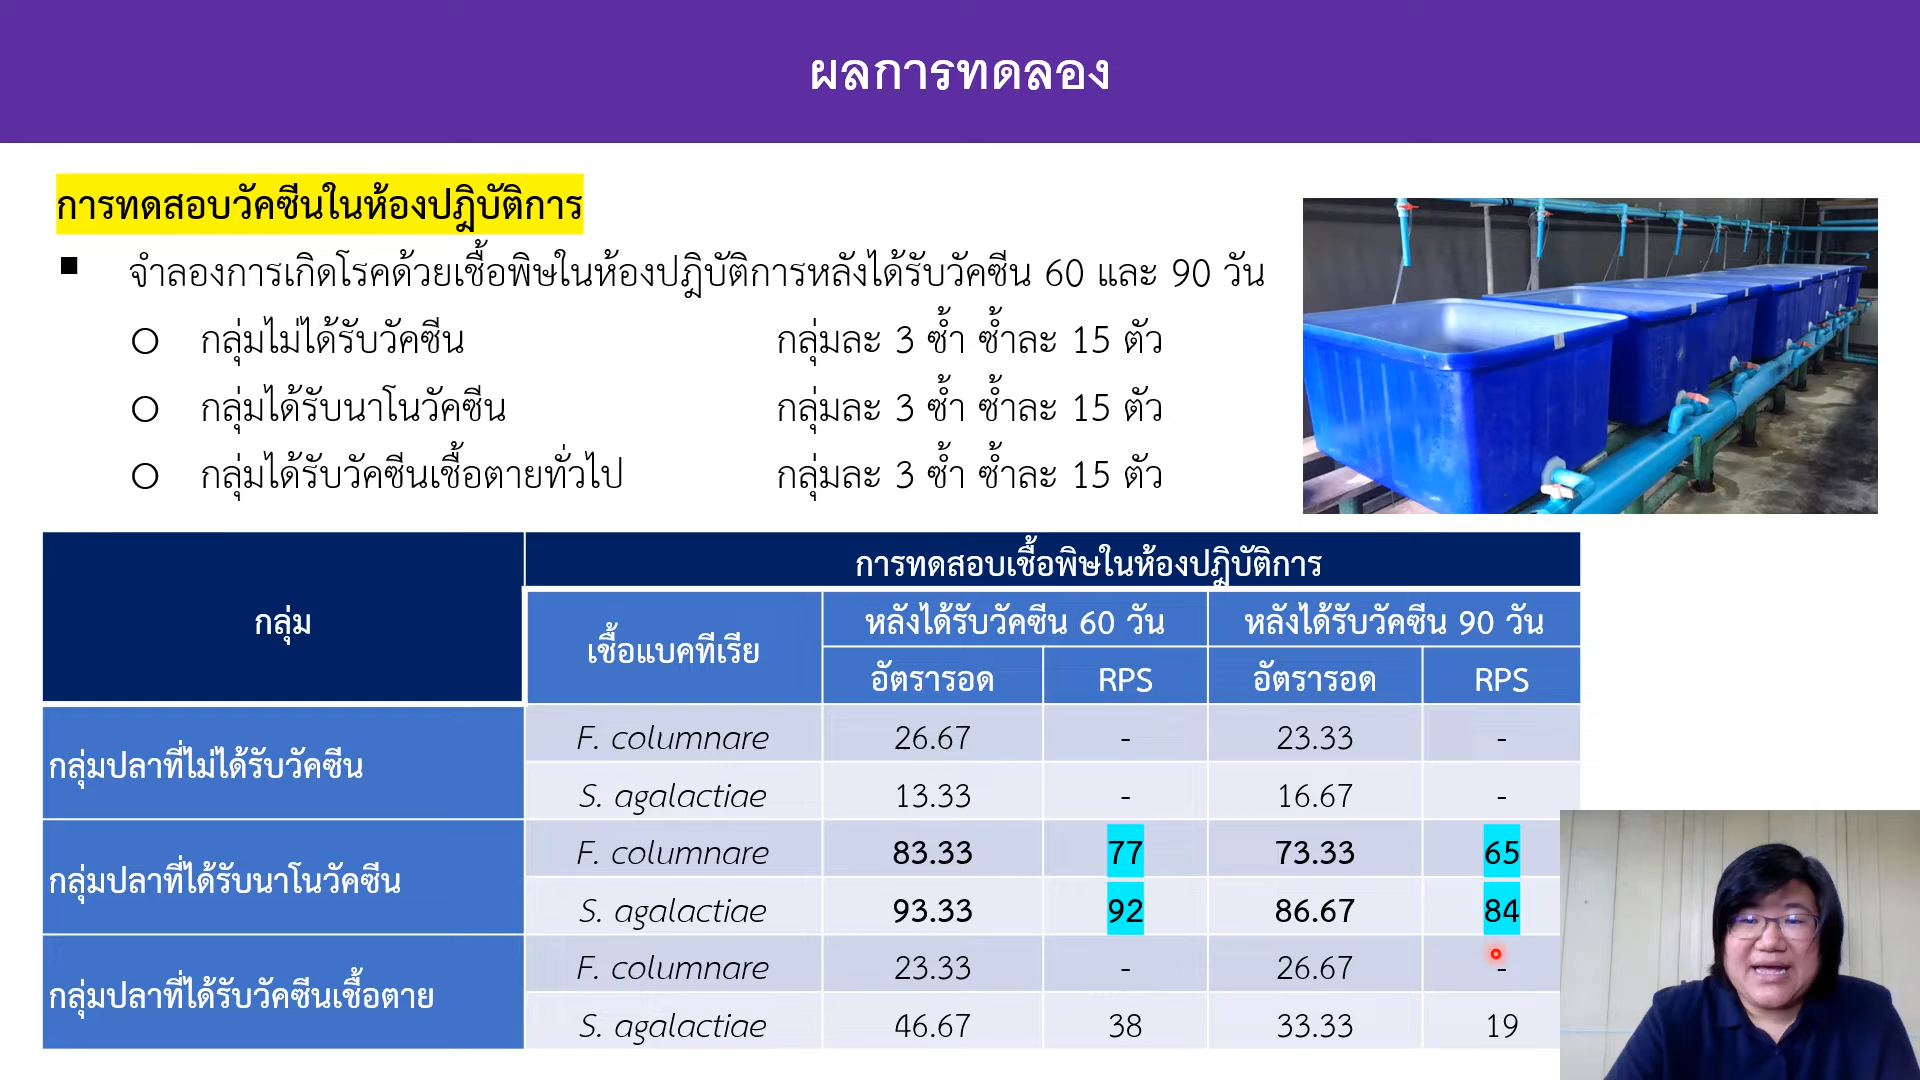 ผลการทดลอง
การทดสอบวัคซีนในห้องปฎิบัติการ
จำลองการเกิดโรคด้วยเชื้อพิษในห้องปฎิบัติการหลังได้รับวัคซีน 60 และ 90 วัน
กลุ่มไม่ได้รับวัคซีน กลุ่มละ 3 ซ้ำ ซ้ำละ 15 ตัว
กลุ่มได้รับนาโนวัคซีน กลุ่มละ 3 ซ้ำ ซ้ำละ 15 ตัว
กลุ่มได้รับวัคซีนเชื้อตายทั่วไป กลุ่มละ 3 ซ้ำ ซ้ำละ 15 ตัว
กลุ่ม การทดสอบเชื้อพิษในห้องปฎิบัติการ
เชื้อแบคทีเรีย หลังได้รับวัคซีน 60 วัน หลังได้รับวัคซีน 90 วัน
อัตรารอด RPS อัตรารอด RPS
กลุ่มปลาที่ไม่ได้รับวัคซีน F. columnare 26.67 - 23.33 -
S. agalactiae 13.33 - 16.67 -
กลุ่มปลาที่ได้รับนาโนวัคซีน F. columnare 83.33 77 73.33 65
S. agalactiae 93.33 92 86.67 84
กลุ่มปลาที่ได้รับวัคซีนเชื้อตาย F. columnare 23.33 - 26.67 -
S. agalactiae 46.67 38 33.33 19